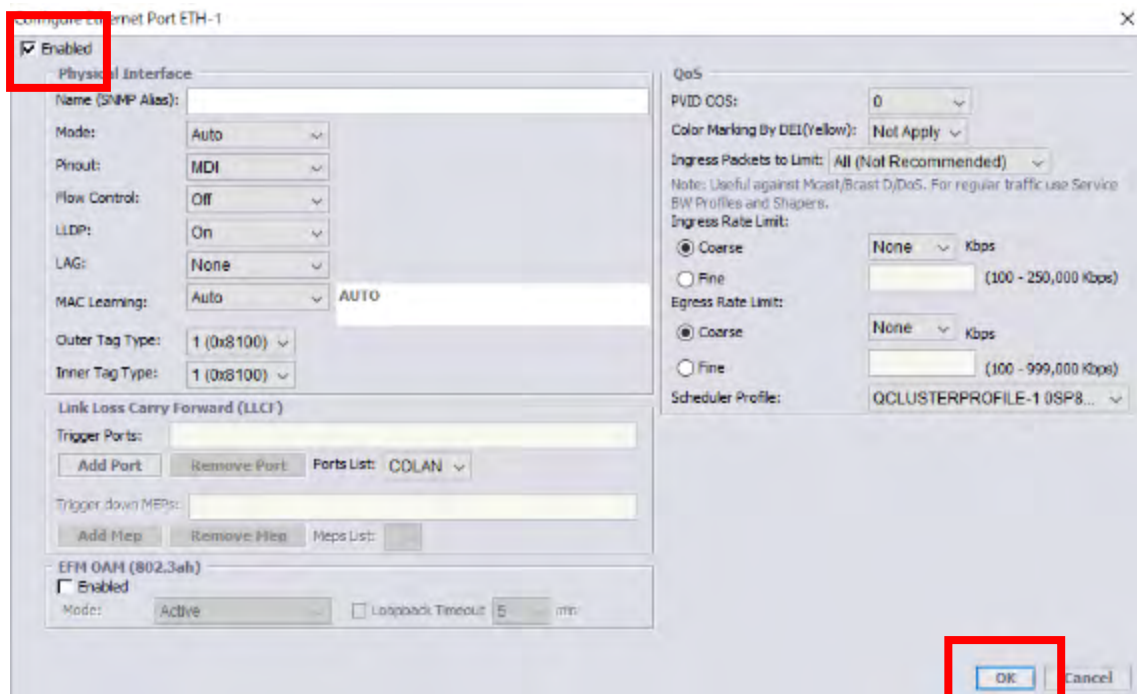 Configure Ethernet Port ETH-1
Enabled
Physical Interface
Name (SNMP Alias):
Mode: Auto
Pinout: MDI
Flow Control: Off
LLDP: On
LAG: None
MAC Learning: Auto AUTO
Outer Tag Type: 1 (0x8100)
Inner Tag Type: 1 (0x8100)
Link Loss Carry Forward (LLCF)
Trigger Ports:
Add Port Remove Port Ports List: COLAN
Trigger down MEPs:
Add Mep Remove Mep Meps List:
EFM OAM (802.3ah)
Enabled
Mode: Active Loopback Timeout 5 min
QoS
PVID COS: 0
Color Marking By DEI(Yellow): Not Apply
Ingress Packets to Limit: All (Not Recommended)
Note: Useful against Mcast/Bcast D/DoS. For regular traffic use Service
BW Profiles and Shapers.
Ingress Rate Limit:
Coarse None Kbps
Fine (100 - 250,000 Kbps)
Egress Rate Limit:
Coarse None Kbps
Fine (100 - 999,000 Kbps)
Scheduler Profile: QCLUSTERPROFILE-1 0SP8...
OK Cancel